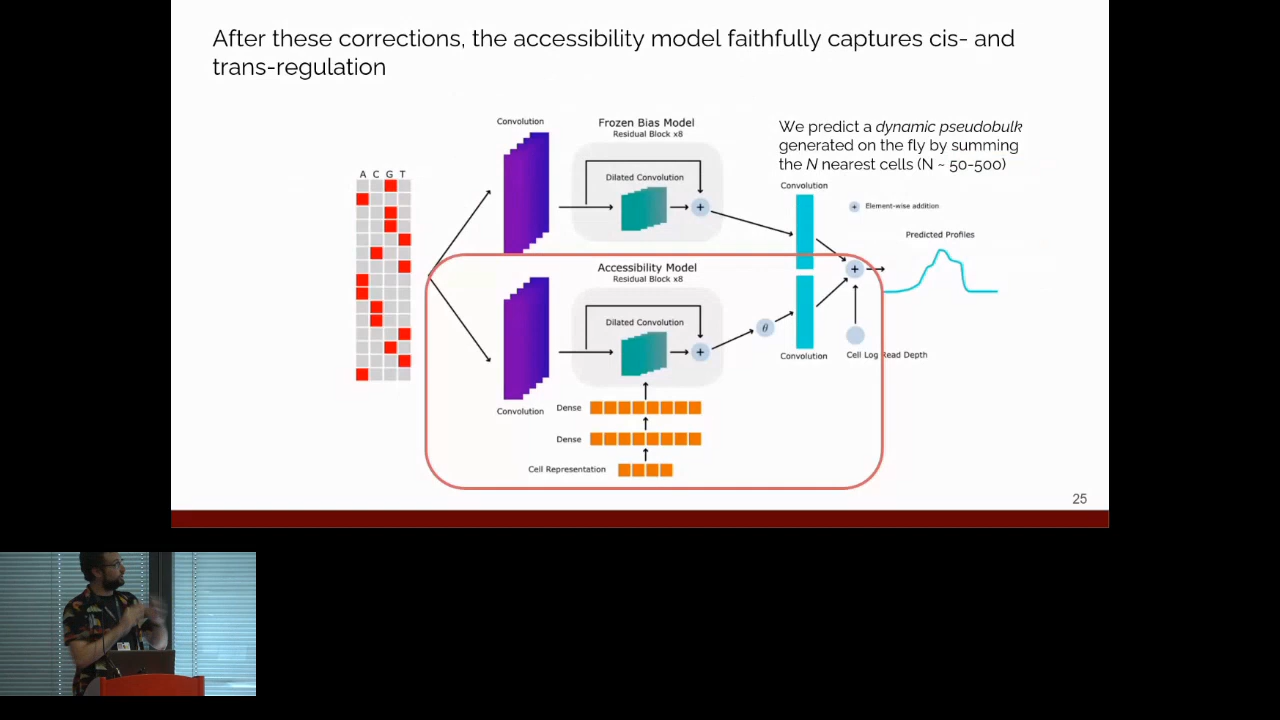 After these corrections, the accessibility model faithfully captures cis- and
trans-regulation
Convolution
Frozen Bias Model
Residual Block x8
Dilated Convolution
+
We predict a dynamic pseudobulk
generated on the fly by summing
the N nearest cells (N ~ 50-500)
Convolution
+ Element-wise addition
Predicted Profiles
A C G T
Accessibility Model
Residual Block x8
Dilated Convolution
+
θ
+
Convolution
Cell Log Read Depth
Convolution
Dense
Dense
Cell Representation
25